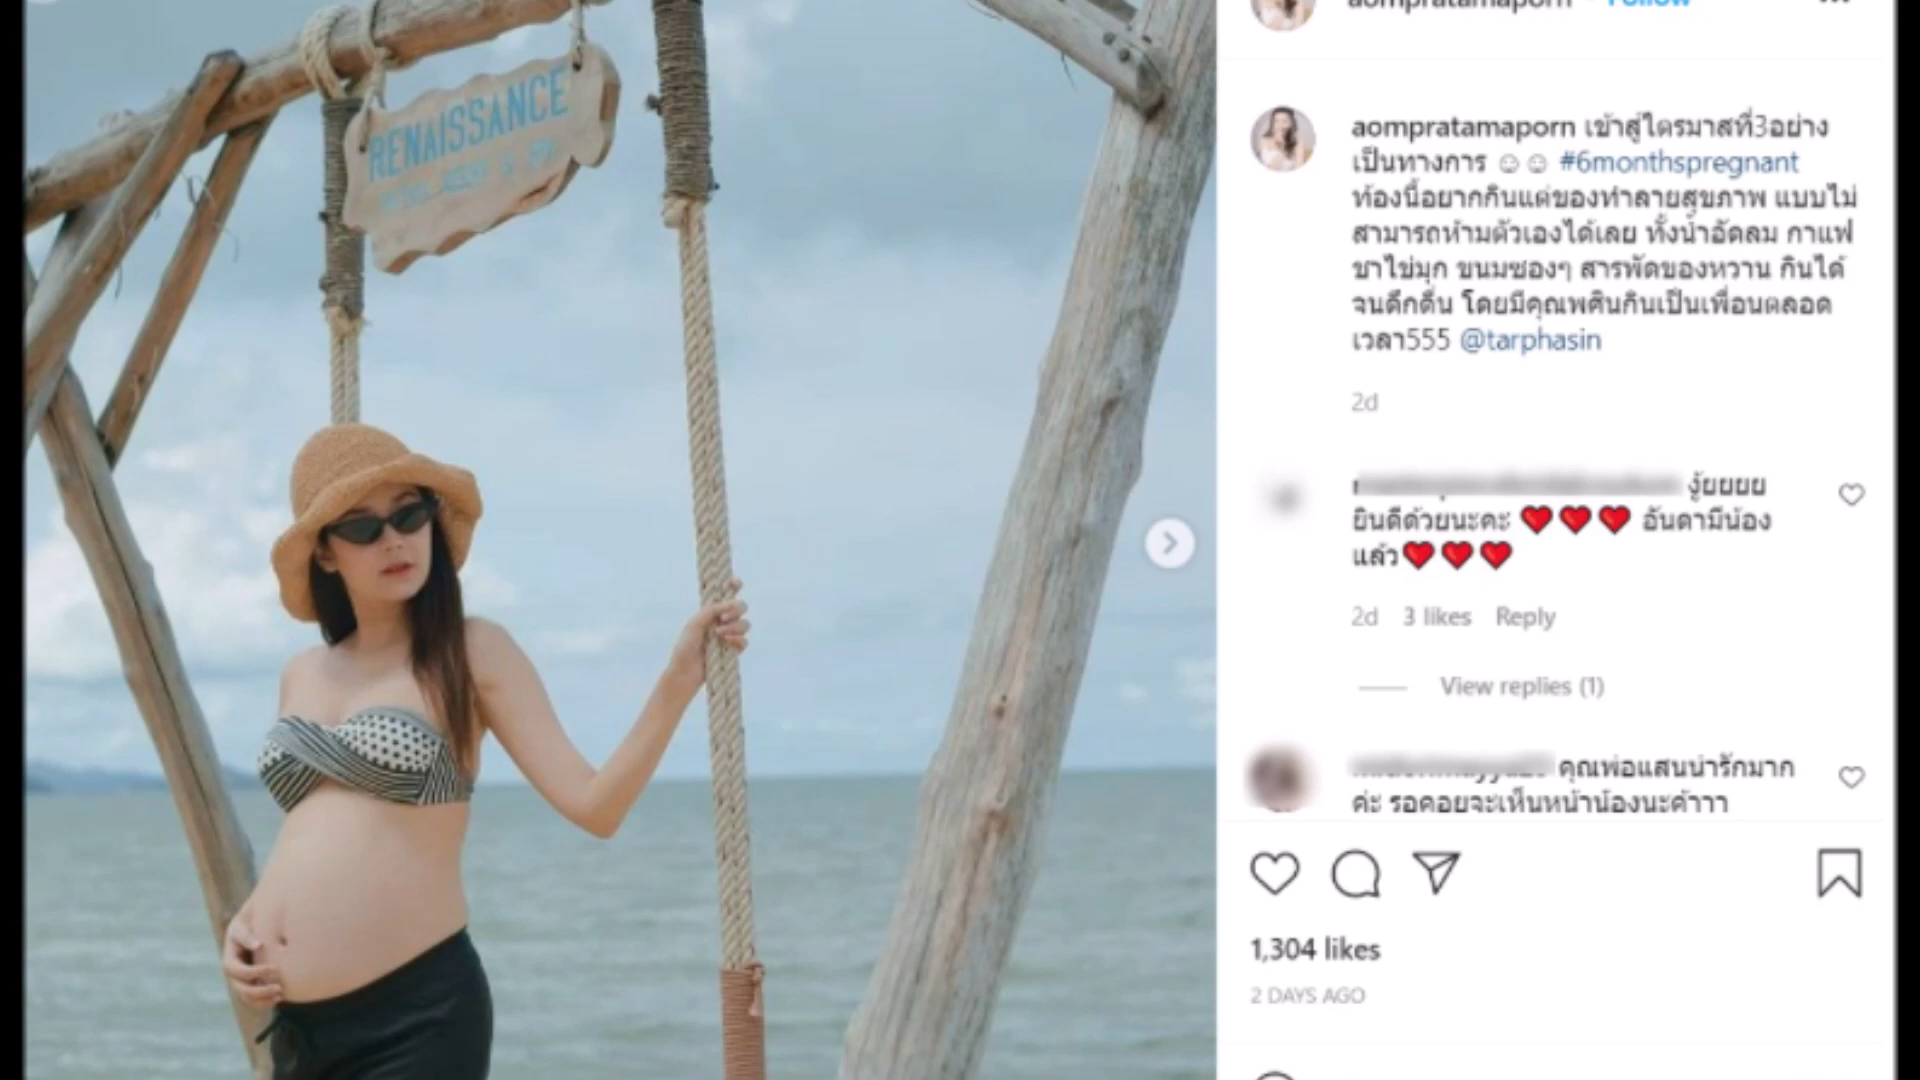 aompratamaporn • Follow
RENAISSANCE
aompratamaporn เข้าสู่ไตรมาสที่3อย่าง
เป็นทางการ ☺☺ #6monthspregnant
ท้องนี้อยากกินแต่ของทำลายสุขภาพ แบบไม่
สามารถห้ามตัวเองได้เลย ทั้งน้ำอัดลม กาแฟ
ชาไข่มุก ขนมซองๆ สารพัดของหวาน กินได้
จนดึกดื่น โดยมีคุณพศินกินเป็นเพื่อนตลอด
เวลา555 @tarphasin
2d
งู้ยยยย
ยินดีด้วยนะคะ ❤️❤️❤️ อันดามีน้อง
แล้ว❤️❤️❤️
2d 3 likes Reply
View replies (1)
คุณพ่อแสนน่ารักมาก
ค่ะ รอคอยจะเห็นหน้าน้องนะค้าาา
1,304 likes
2 DAYS AGO